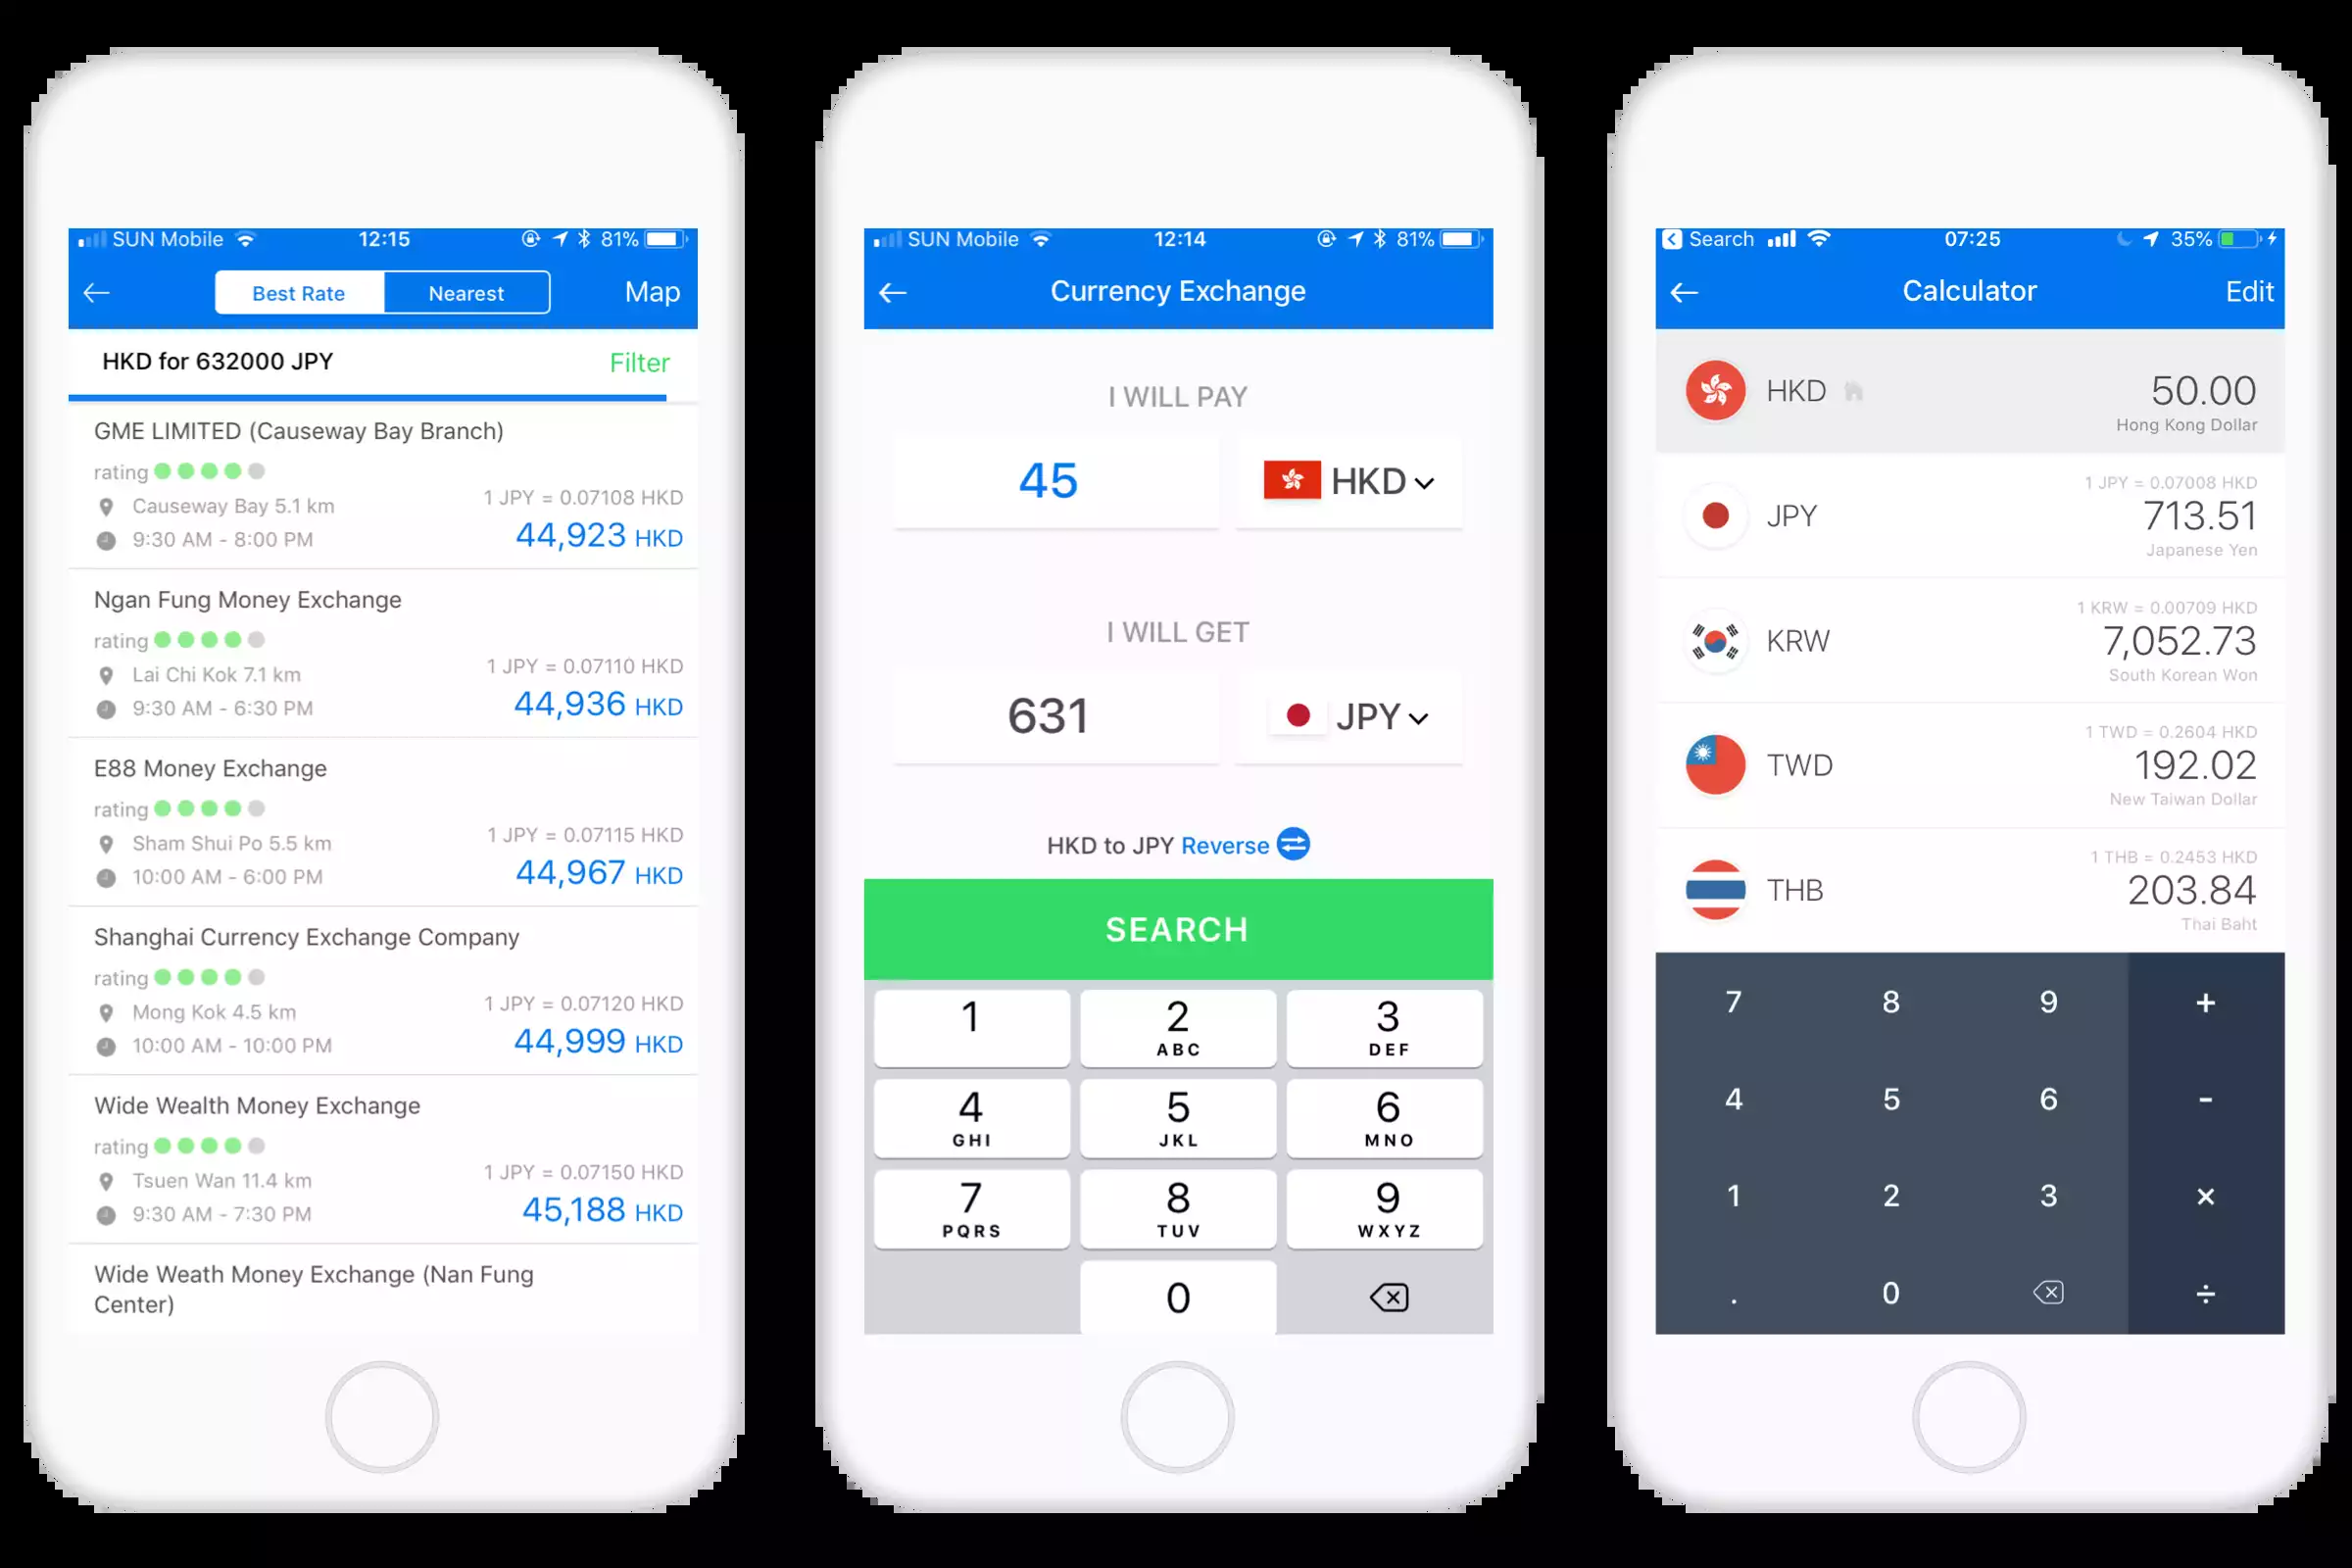 SUN Mobile 12:15 81%
Best Rate Nearest Map
HKD for 632000 JPY Filter
GME LIMITED (Causeway Bay Branch)
rating
Causeway Bay 5.1 km 1 JPY = 0.07108 HKD
9:30 AM - 8:00 PM 44,923 HKD
Ngan Fung Money Exchange
rating
Lai Chi Kok 7.1 km 1 JPY = 0.07110 HKD
9:30 AM - 6:30 PM 44,936 HKD
E88 Money Exchange
rating
Sham Shui Po 5.5 km 1 JPY = 0.07115 HKD
10:00 AM - 6:00 PM 44,967 HKD
Shanghai Currency Exchange Company
rating
Mong Kok 4.5 km 1 JPY = 0.07120 HKD
10:00 AM - 10:00 PM 44,999 HKD
Wide Wealth Money Exchange
rating
Tsuen Wan 11.4 km 1 JPY = 0.07150 HKD
9:30 AM - 7:30 PM 45,188 HKD
Wide Weath Money Exchange (Nan Fung
Center)
SUN Mobile 12:14 81%
Currency Exchange
I WILL PAY
45 HKD
I WILL GET
631 JPY
HKD to JPY Reverse
SEARCH
1 2 3
ABC DEF
4 5 6
GHI JKL MNO
7 8 9
PQRS TUV WXYZ
0
Search 07:25 35%
Calculator Edit
HKD 50.00
Hong Kong Dollar
1 JPY = 0.07008 HKD
JPY 713.51
Japanese Yen
1 KRW = 0.00709 HKD
KRW 7,052.73
South Korean Won
1 TWD = 0.2604 HKD
TWD 192.02
New Taiwan Dollar
1 THB = 0.2453 HKD
THB 203.84
Thai Baht
7 8 9 +
4 5 6 -
1 2 3 ×
. 0 ÷